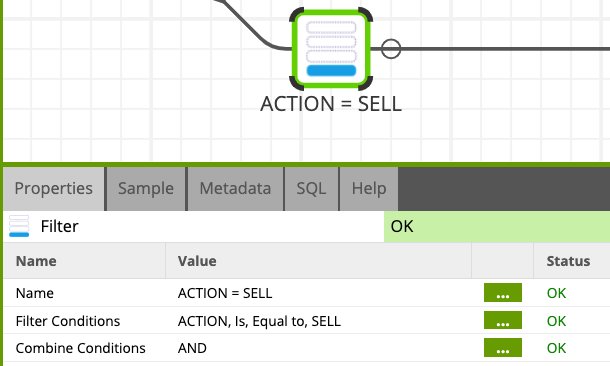 ACTION = SELL
Properties Sample Metadata SQL Help
Filter OK
Name Value Status
Name ACTION = SELL ... OK
Filter Conditions ACTION, Is, Equal to, SELL ... OK
Combine Conditions AND ... OK